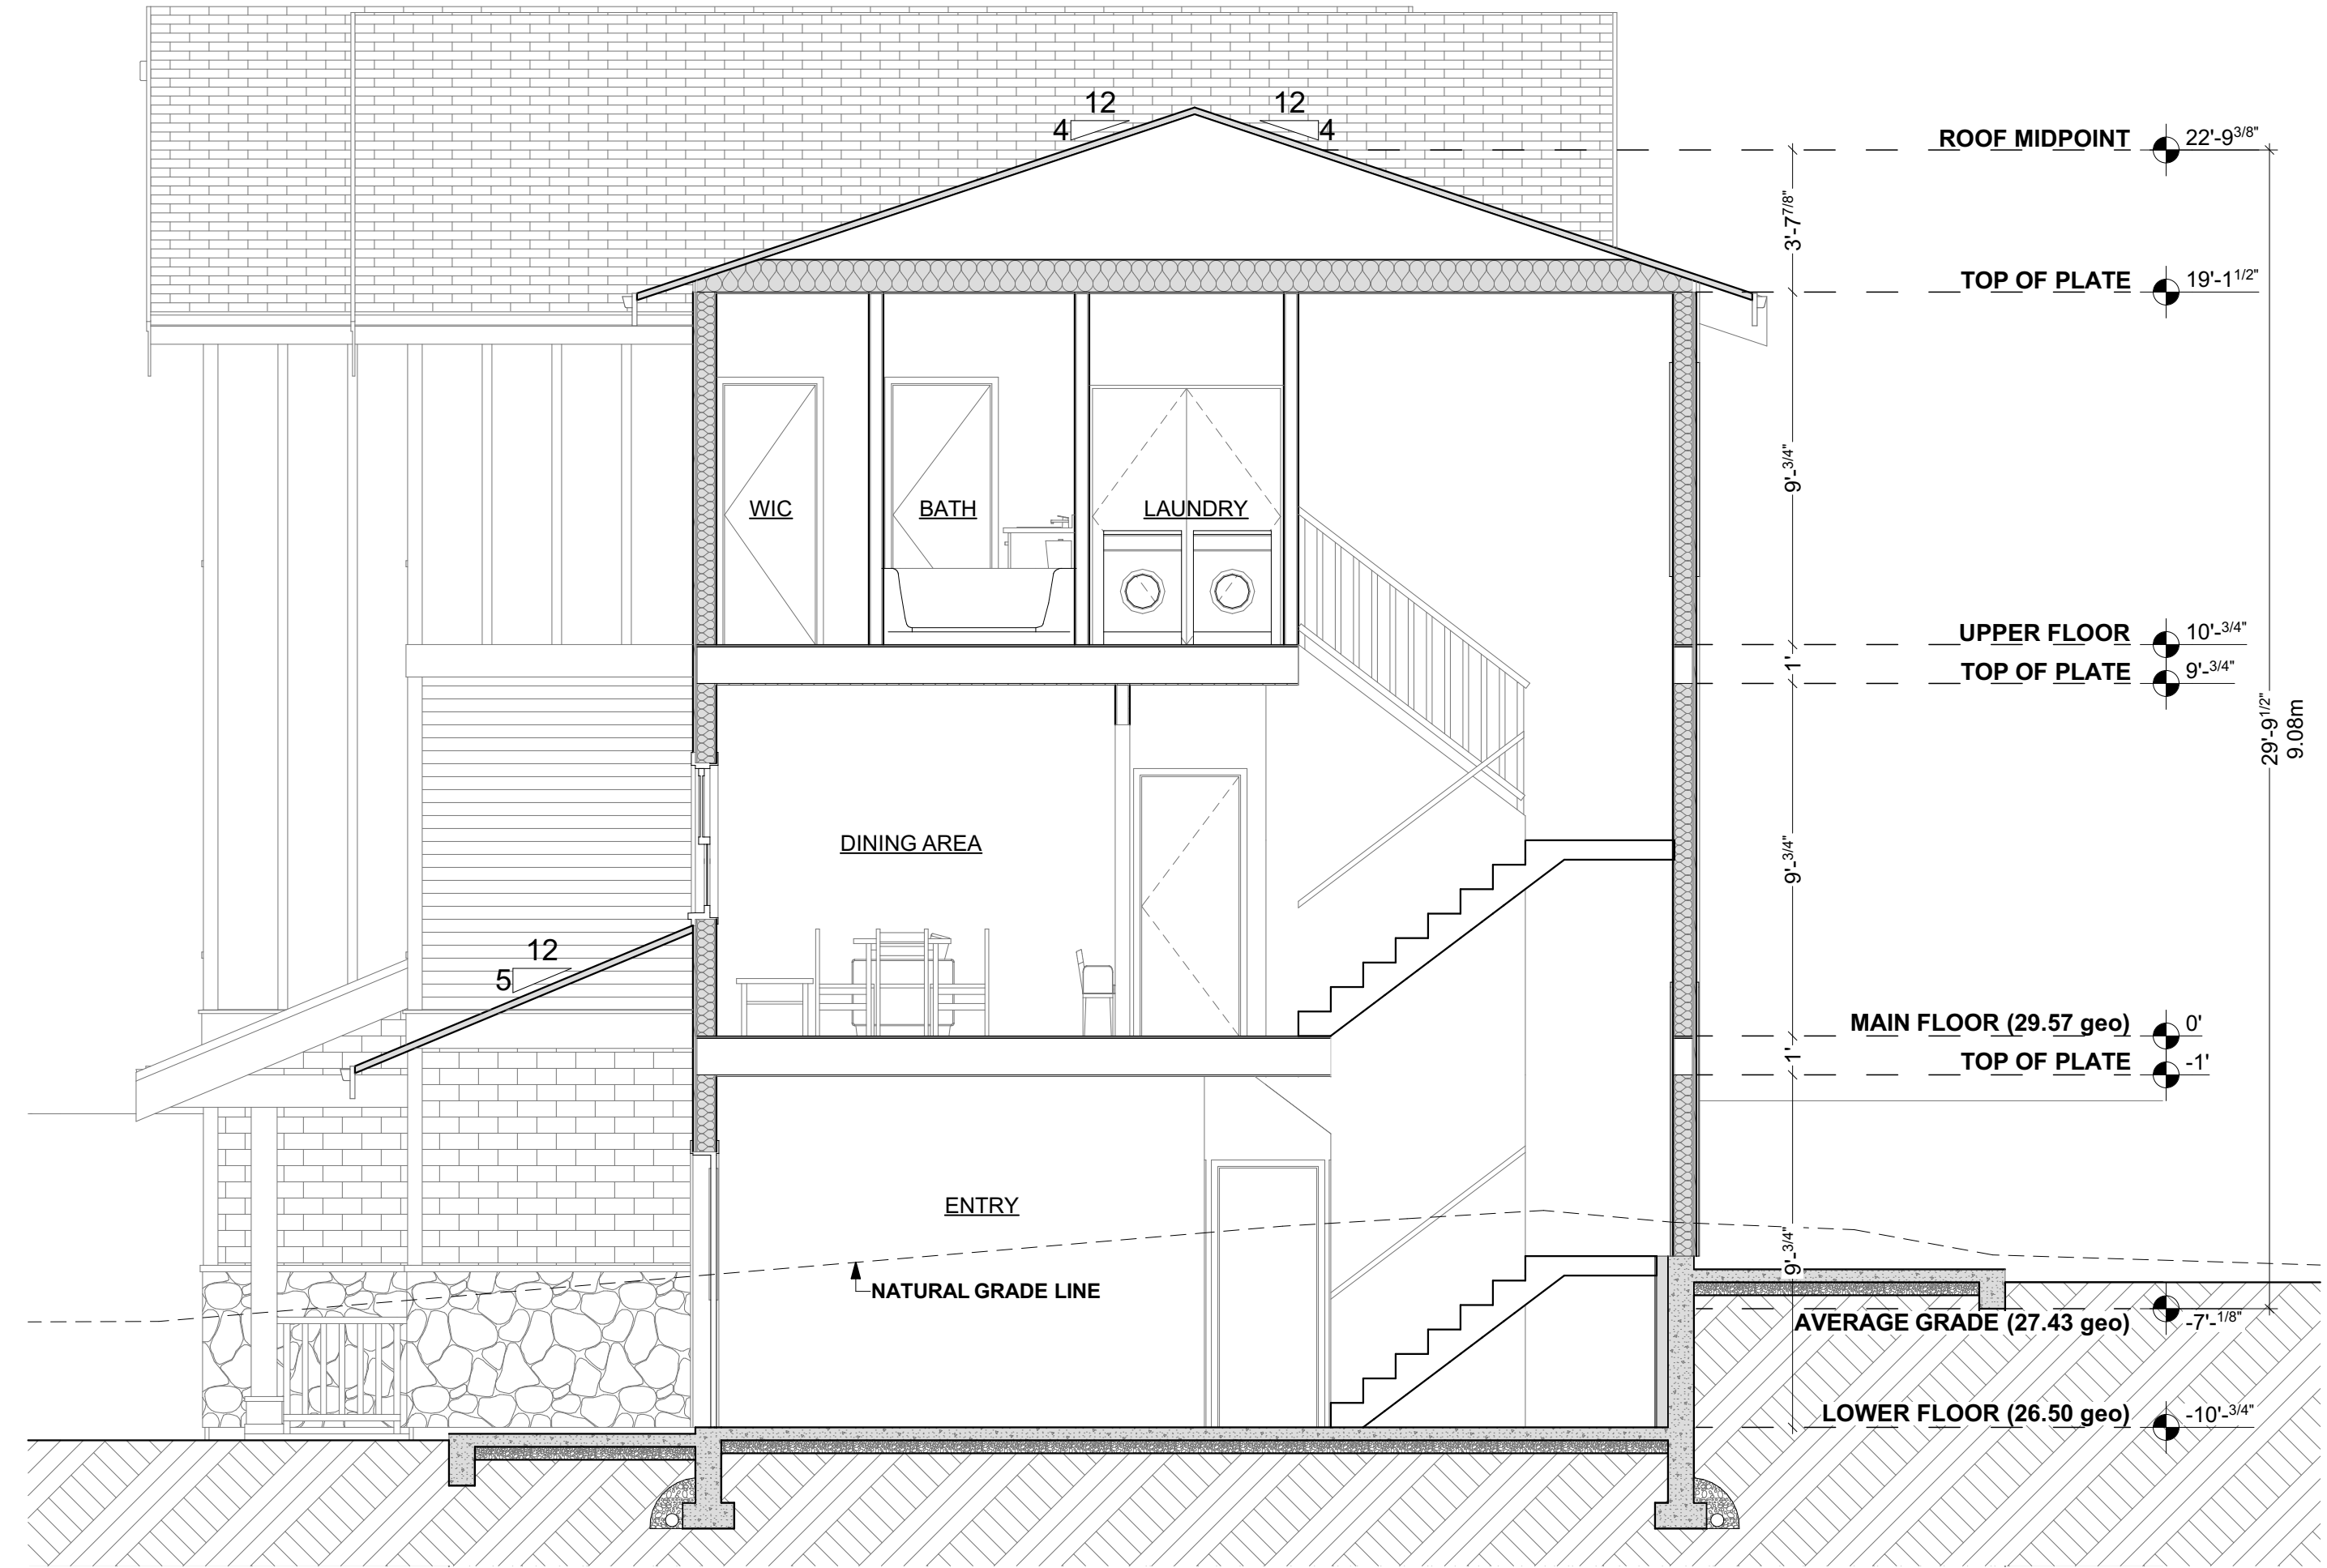 12
12
4
4
ROOF MIDPOINT
22'-9 3/8"
3'-7 7/8"
TOP OF PLATE
19'-1 1/2"
9'- 3/4"
WIC
BATH
LAUNDRY
UPPER FLOOR
10'- 3/4"
1'
TOP OF PLATE
9'- 3/4"
29'-9 1/2"
9.08m
DINING AREA
9'- 3/4"
12
5
MAIN FLOOR (29.57 geo)
0'
1'
TOP OF PLATE
-1'
ENTRY
9'- 3/4"
NATURAL GRADE LINE
AVERAGE GRADE (27.43 geo)
-7'- 1/8"
LOWER FLOOR (26.50 geo)
-10'- 3/4"